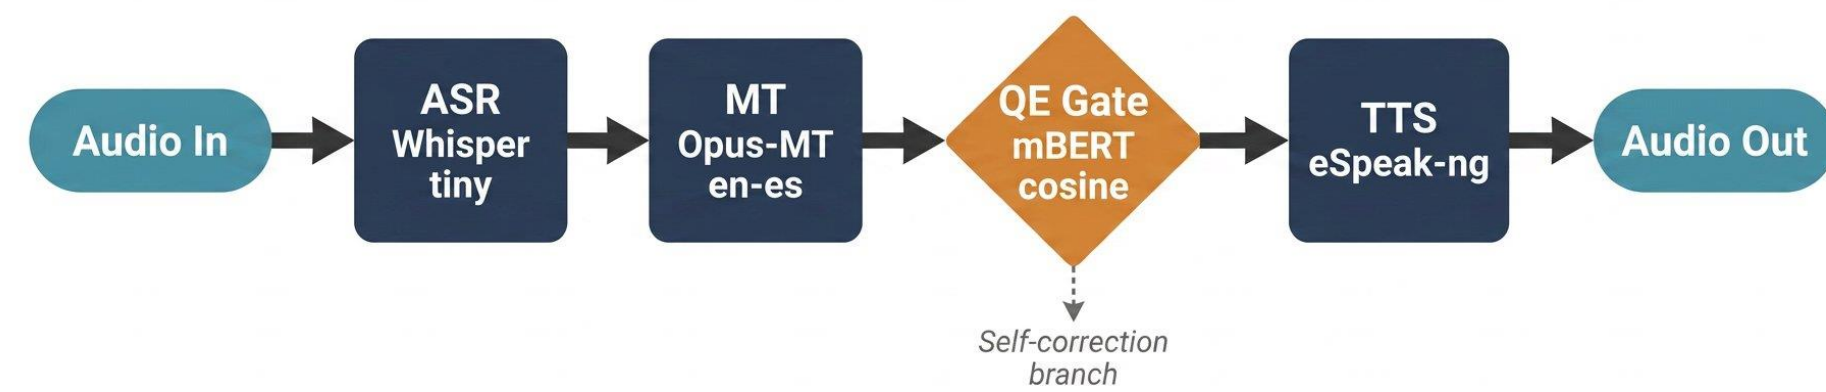 Audio In
ASR
Whisper
tiny
MT
Opus-MT
en-es
QE Gate
mBERT
cosine
Self-correction
branch
TTS
eSpeak-ng
Audio Out